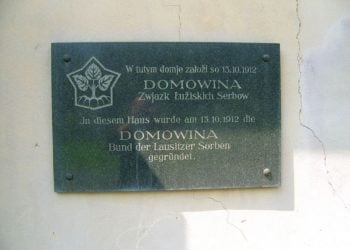 W tutym domje załoži so 13.10.1912
DOMOWINA
Zwjazk Łužiskich Serbow
In diesem Haus wurde am 13.10.1912 die
DOMOWINA
Bund der Lausitzer Sorben
gegründet.